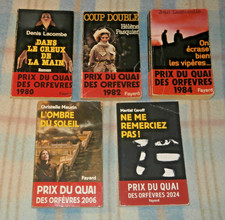 Denis Lacombe
DANS
LE CREUX
DE
LA MAIN
Roman
PRIX DU QUAI
DES ORFÈVRES
1980
Fayard
COUP DOUBLE
Hélène
Pasquier
PRIX DU QUAI
DES ORFÈVRES
1982
Fayard
On
écrase
bien les
vipères...
PRIX DU QUAI
DES ORFÈVRES
1984
Fayard
L'OMBRE
DU SOLEIL
Fayard
PRIX DU QUAI
DES ORFÈVRES 2006
Martial Caroff
NE ME
REMERCIEZ
PAS !
Fayard
PRIX DU QUAI
DES ORFÈVRES 2024